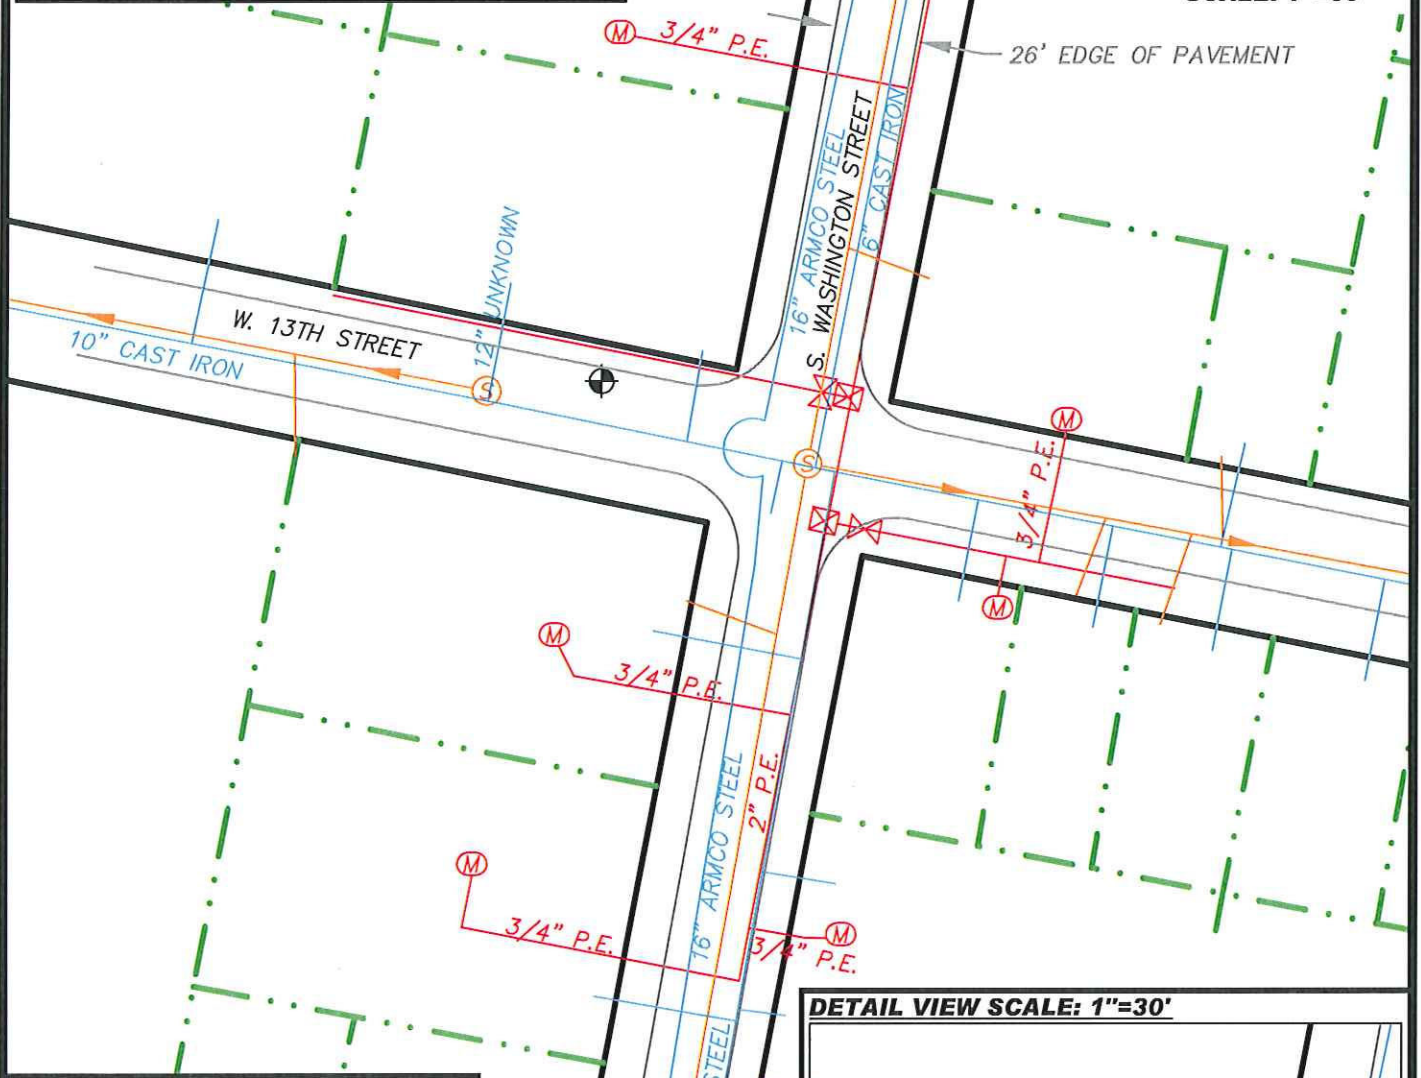 M 3/4" P.E.
26' EDGE OF PAVEMENT
16" ARMCO STEEL
S. WASHINGTON STREET
6" CAST IRON
12" UNKNOWN
W. 13TH STREET
10" CAST IRON
S
S
M
3/4" P.E.
M
M
3/4" P.E.
2" P.E.
16" ARMCO STEEL
M
3/4" P.E.
M
3/4" P.E.
STEEL
DETAIL VIEW SCALE: 1"=30'